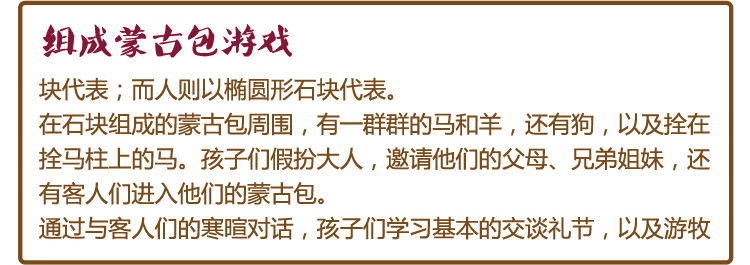 组成蒙古包游戏
块代表；而人则以椭圆形石块代表。
在石块组成的蒙古包周围，有一群群的马和羊，还有狗，以及拴在
拴马柱上的马。孩子们假扮大人，邀请他们的父母、兄弟姐妹，还
有客人们进入他们的蒙古包。
通过与客人们的寒暄对话，孩子们学习基本的交谈礼节，以及游牧